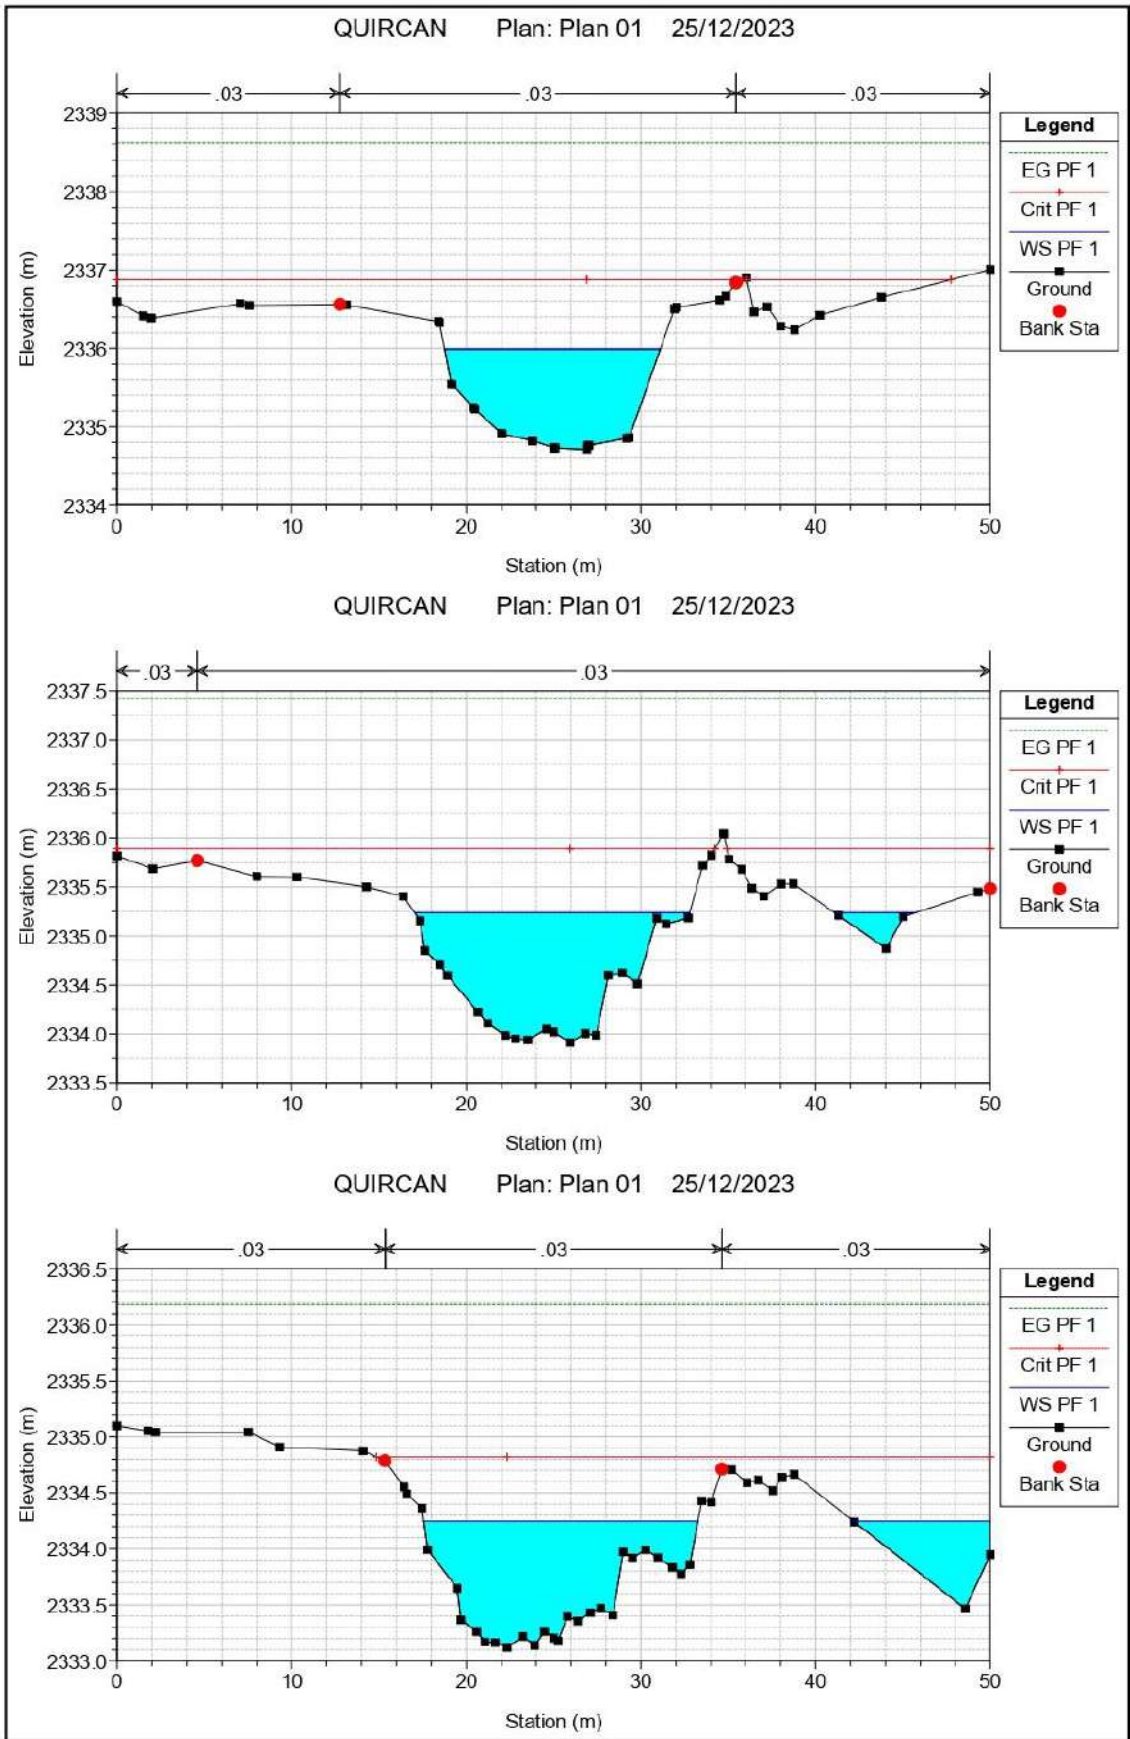 QUIRCAN Plan: Plan 01 25/12/2023
.03 .03 .03
2339
2338
2337
2336
2335
2334
Elevation (m)
0 10 20 30 40 50
Station (m)
Legend
EG PF 1
Crit PF 1
WS PF 1
Ground
Bank Sta
QUIRCAN Plan: Plan 01 25/12/2023
.03 .03
2337.5
2337.0
2336.5
2336.0
2335.5
2335.0
2334.5
2334.0
2333.5
Elevation (m)
0 10 20 30 40 50
Station (m)
Legend
EG PF 1
Crit PF 1
WS PF 1
Ground
Bank Sta
QUIRCAN Plan: Plan 01 25/12/2023
.03 .03 .03
2336.5
2336.0
2335.5
2335.0
2334.5
2334.0
2333.5
2333.0
Elevation (m)
0 10 20 30 40 50
Station (m)
Legend
EG PF 1
Crit PF 1
WS PF 1
Ground
Bank Sta